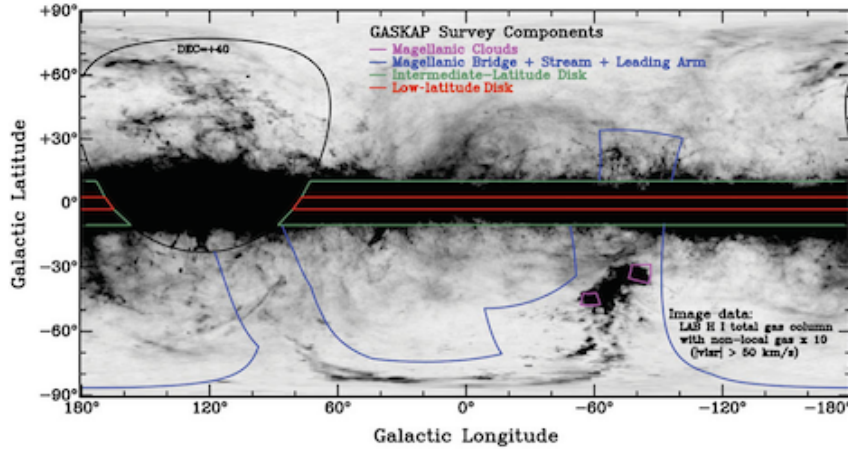 +90°
+60°
+30°
0°
−30°
−60°
−90°
Galactic Latitude
DEC=+40
GASKAP Survey Components
Magellanic Clouds
Magellanic Bridge + Stream + Leading Arm
Intermediate−Latitude Disk
Low−latitude Disk
Image data:
LAB H I total gas column
with non−local gas x 10
(|vlsr| > 50 km/s)
180°
120°
60°
0°
−60°
−120°
−180°
Galactic Longitude